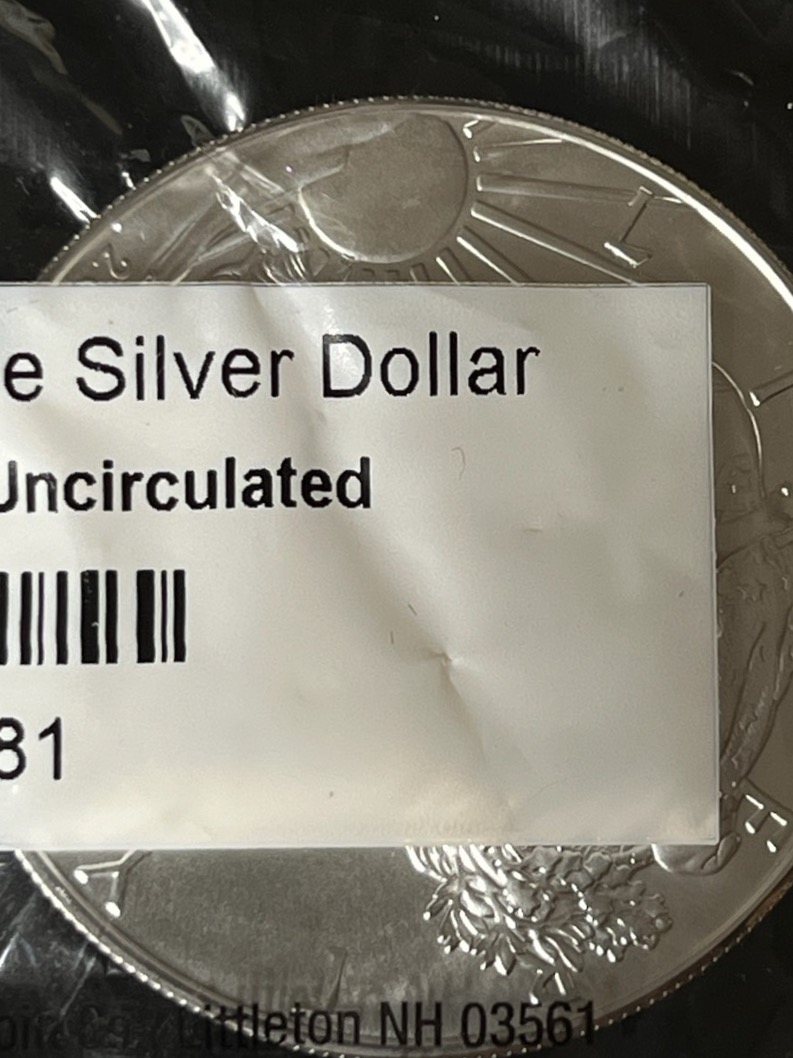 e Silver Dollar
Uncirculated
81
Littleton NH 03561